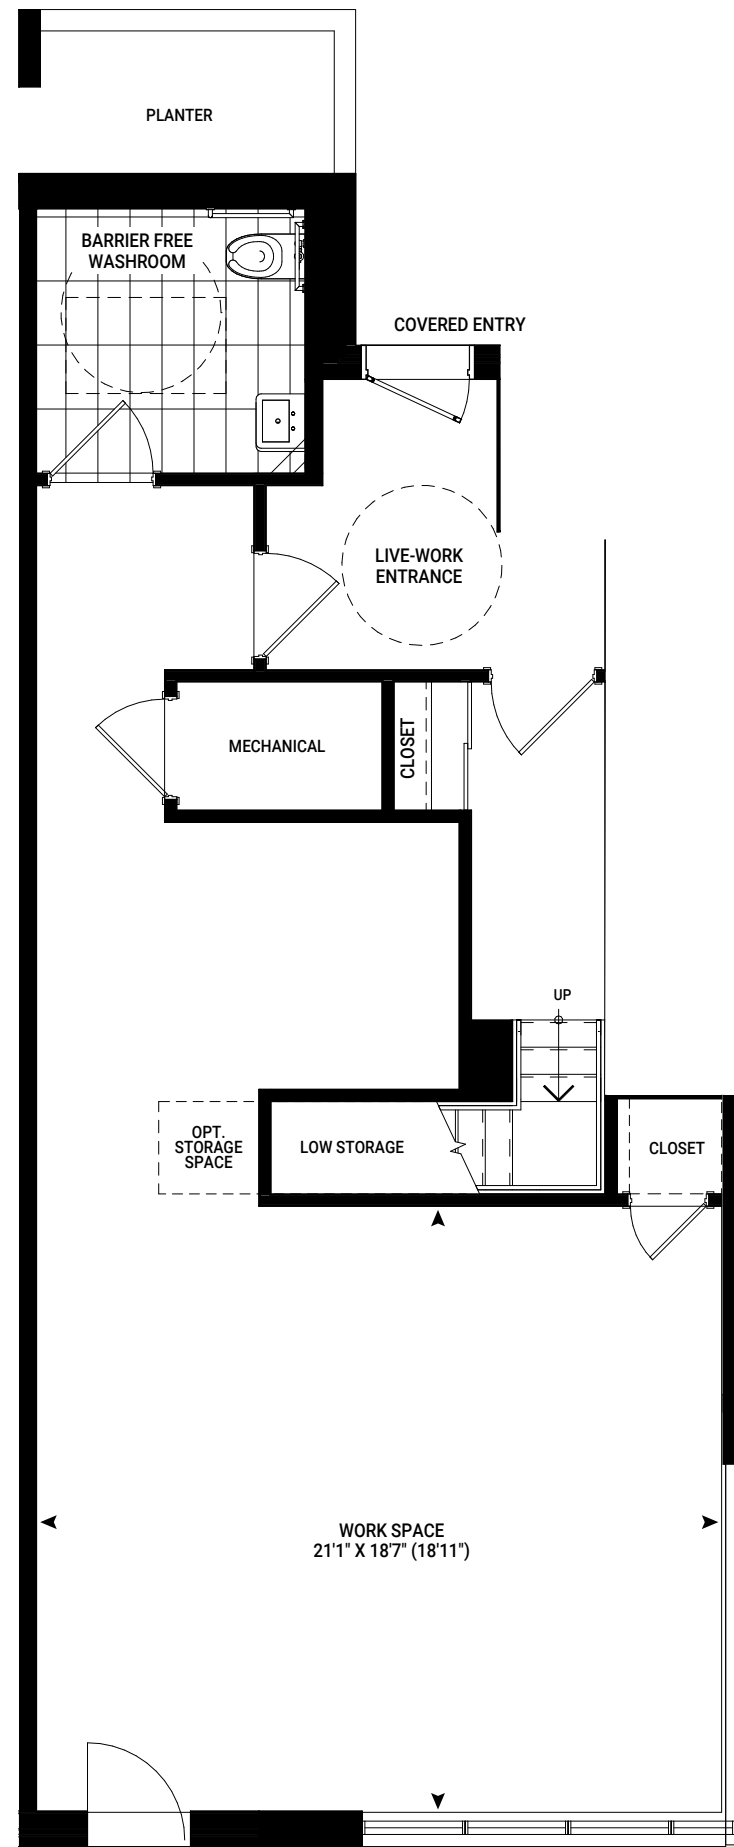 PLANTER
BARRIER FREE
WASHROOM
COVERED ENTRY
LIVE-WORK
ENTRANCE
MECHANICAL
CLOSET
UP
OPT.
STORAGE
SPACE
LOW STORAGE
CLOSET
WORK SPACE
21'1" X 18'7" (18'11")